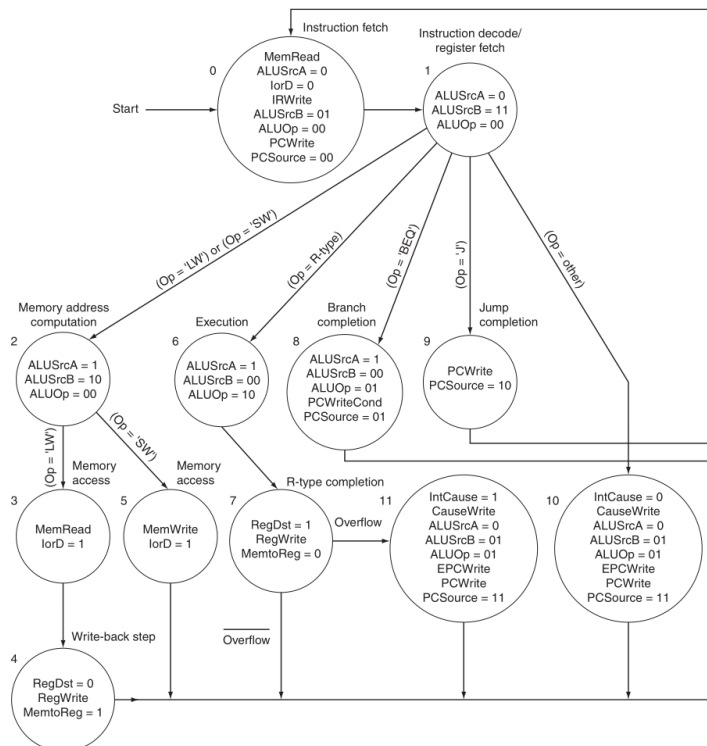 Instruction fetch
0
MemRead
ALUSrcA = 0
IorD = 0
IRWrite
ALUSrcB = 01
ALUOp = 00
PCWrite
PCSource = 00
Start
Instruction decode/
register fetch
1
ALUSrcA = 0
ALUSrcB = 11
ALUOp = 00
(Op = 'LW') or (Op = 'SW')
(Op = R-type)
(Op = 'BEQ')
(Op = 'J')
(Op = other)
Memory address
computation
2
ALUSrcA = 1
ALUSrcB = 10
ALUOp = 00
Execution
6
ALUSrcA = 1
ALUSrcB = 00
ALUOp = 10
Branch
completion
8
ALUSrcA = 1
ALUSrcB = 00
ALUOp = 01
PCWriteCond
PCSource = 01
Jump
completion
9
PCWrite
PCSource = 10
(Op = 'LW')
(Op = 'SW')
Memory
access
3
MemRead
IorD = 1
Memory
access
5
MemWrite
IorD = 1
R-type completion
7
RegDst = 1
RegWrite
MemtoReg = 0
Overflow
Overflow
11
IntCause = 1
CauseWrite
ALUSrcA = 0
ALUSrcB = 01
ALUOp = 01
EPCWrite
PCWrite
PCSource = 11
10
IntCause = 0
CauseWrite
ALUSrcA = 0
ALUSrcB = 01
ALUOp = 01
EPCWrite
PCWrite
PCSource = 11
Write-back step
4
RegDst = 0
RegWrite
MemtoReg = 1